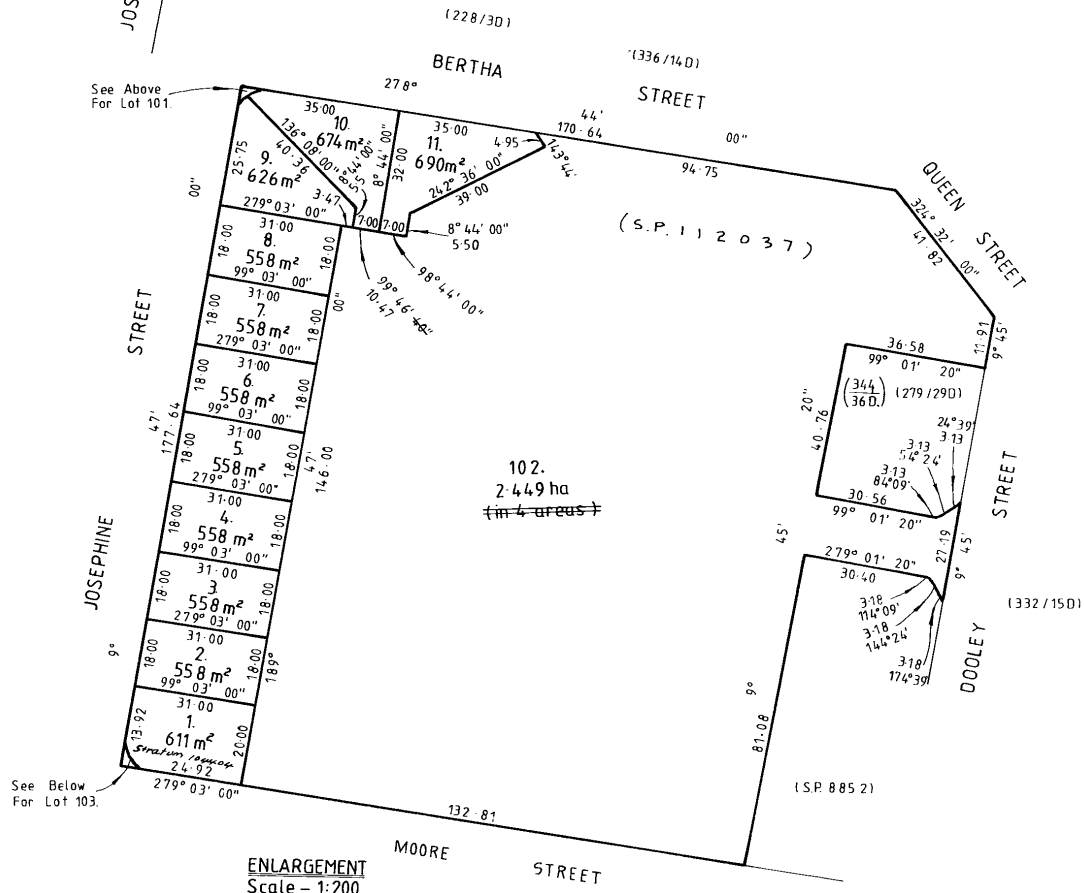 JOS
(228/3D)
BERTHA
(336/14D)
STREET
See Above
For Lot 101.
278°
44'
00"
35·00
10.
674 m²
35·00
11.
690m²
170·64
4·95
143°44'
94·75
136° 08' 00"
40·36
8°44'00"
5·5
8° 44' 00"
32·00
242° 36' 00"
39·00
25·75
9.
626m²
3·47
279°03' 00"
7·00
7·00
8° 44' 00"
5·50
98°44' 00"
99°46' 40"
10·47
(S.P. 112037)
QUEEN
STREET
324° 32' 00"
41·82
11·91
9° 45'
00"
31·00
8.
558 m²
18·00
18·00
99° 03' 00"
00"
31·00
7.
558 m²
18·00
18·00
279°03' 00"
31·00
6.
558 m²
18·00
18·00
99°03' 00"
STREET
47'
177·64
31·00
5.
558 m²
18·00
18·00
279°03' 00"
47'
146·00
31·00
4.
558 m²
18·00
18·00
99°03' 00"
31·00
3.
558 m²
18·00
18·00
279°03' 00"
JOSEPHINE
9°
31·00
2.
558 m²
18·00
18·00
99°03' 00"
189°
31·00
1.
611 m²
13·92
20·00
24·92
279°03' 00"
See Below
For Lot 103.
102.
2·449 ha
(in 4 areas)
36·58
99° 01' 20"
(344/36D.)
(279/29D)
20"
40·76
24°39'
3·13
3·13
54°24'
3·13
84°09'
30·56
99° 01' 20"
STREET
45'
27·19
9° 45'
279° 01' 20"
30·40
3·18
114°09'
3·18
144°24'
3·18
174°39'
(332/15D)
DOOLEY
9°
81·08
(S.P. 8852)
132·81
MOORE
STREET
ENLARGEMENT
Scale – 1:200